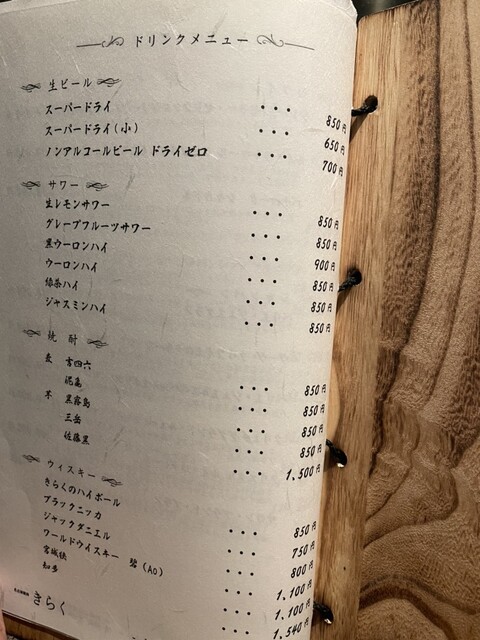 ドリンクメニュー
生ビール
スーパードライ ・・・ 850円
スーパードライ(小) ・・・ 650円
ノンアルコールビール ドライゼロ ・・・ 700円
サワー
生レモンサワー ・・・ 850円
グレープフルーツサワー ・・・ 850円
黒ウーロンハイ ・・・ 900円
ウーロンハイ ・・・ 850円
緑茶ハイ ・・・ 850円
ジャスミンハイ ・・・ 850円
焼酎
麦 吉四六 ・・・ 850円
・・・ 850円
芋 黒霧島 ・・・ 850円
三岳 ・・・ 850円
佐藤黒 ・・・ 1,500円
ウィスキー
きらくのハイボール ・・・ 850円
ブラックニッカ ・・・ 750円
ジャックダニエル ・・・ 800円
ワールドウイスキー 碧(AO) ・・・ 1,100円
宮城峡 ・・・ 1,100円
知多 ・・・ 1,540円
きらく